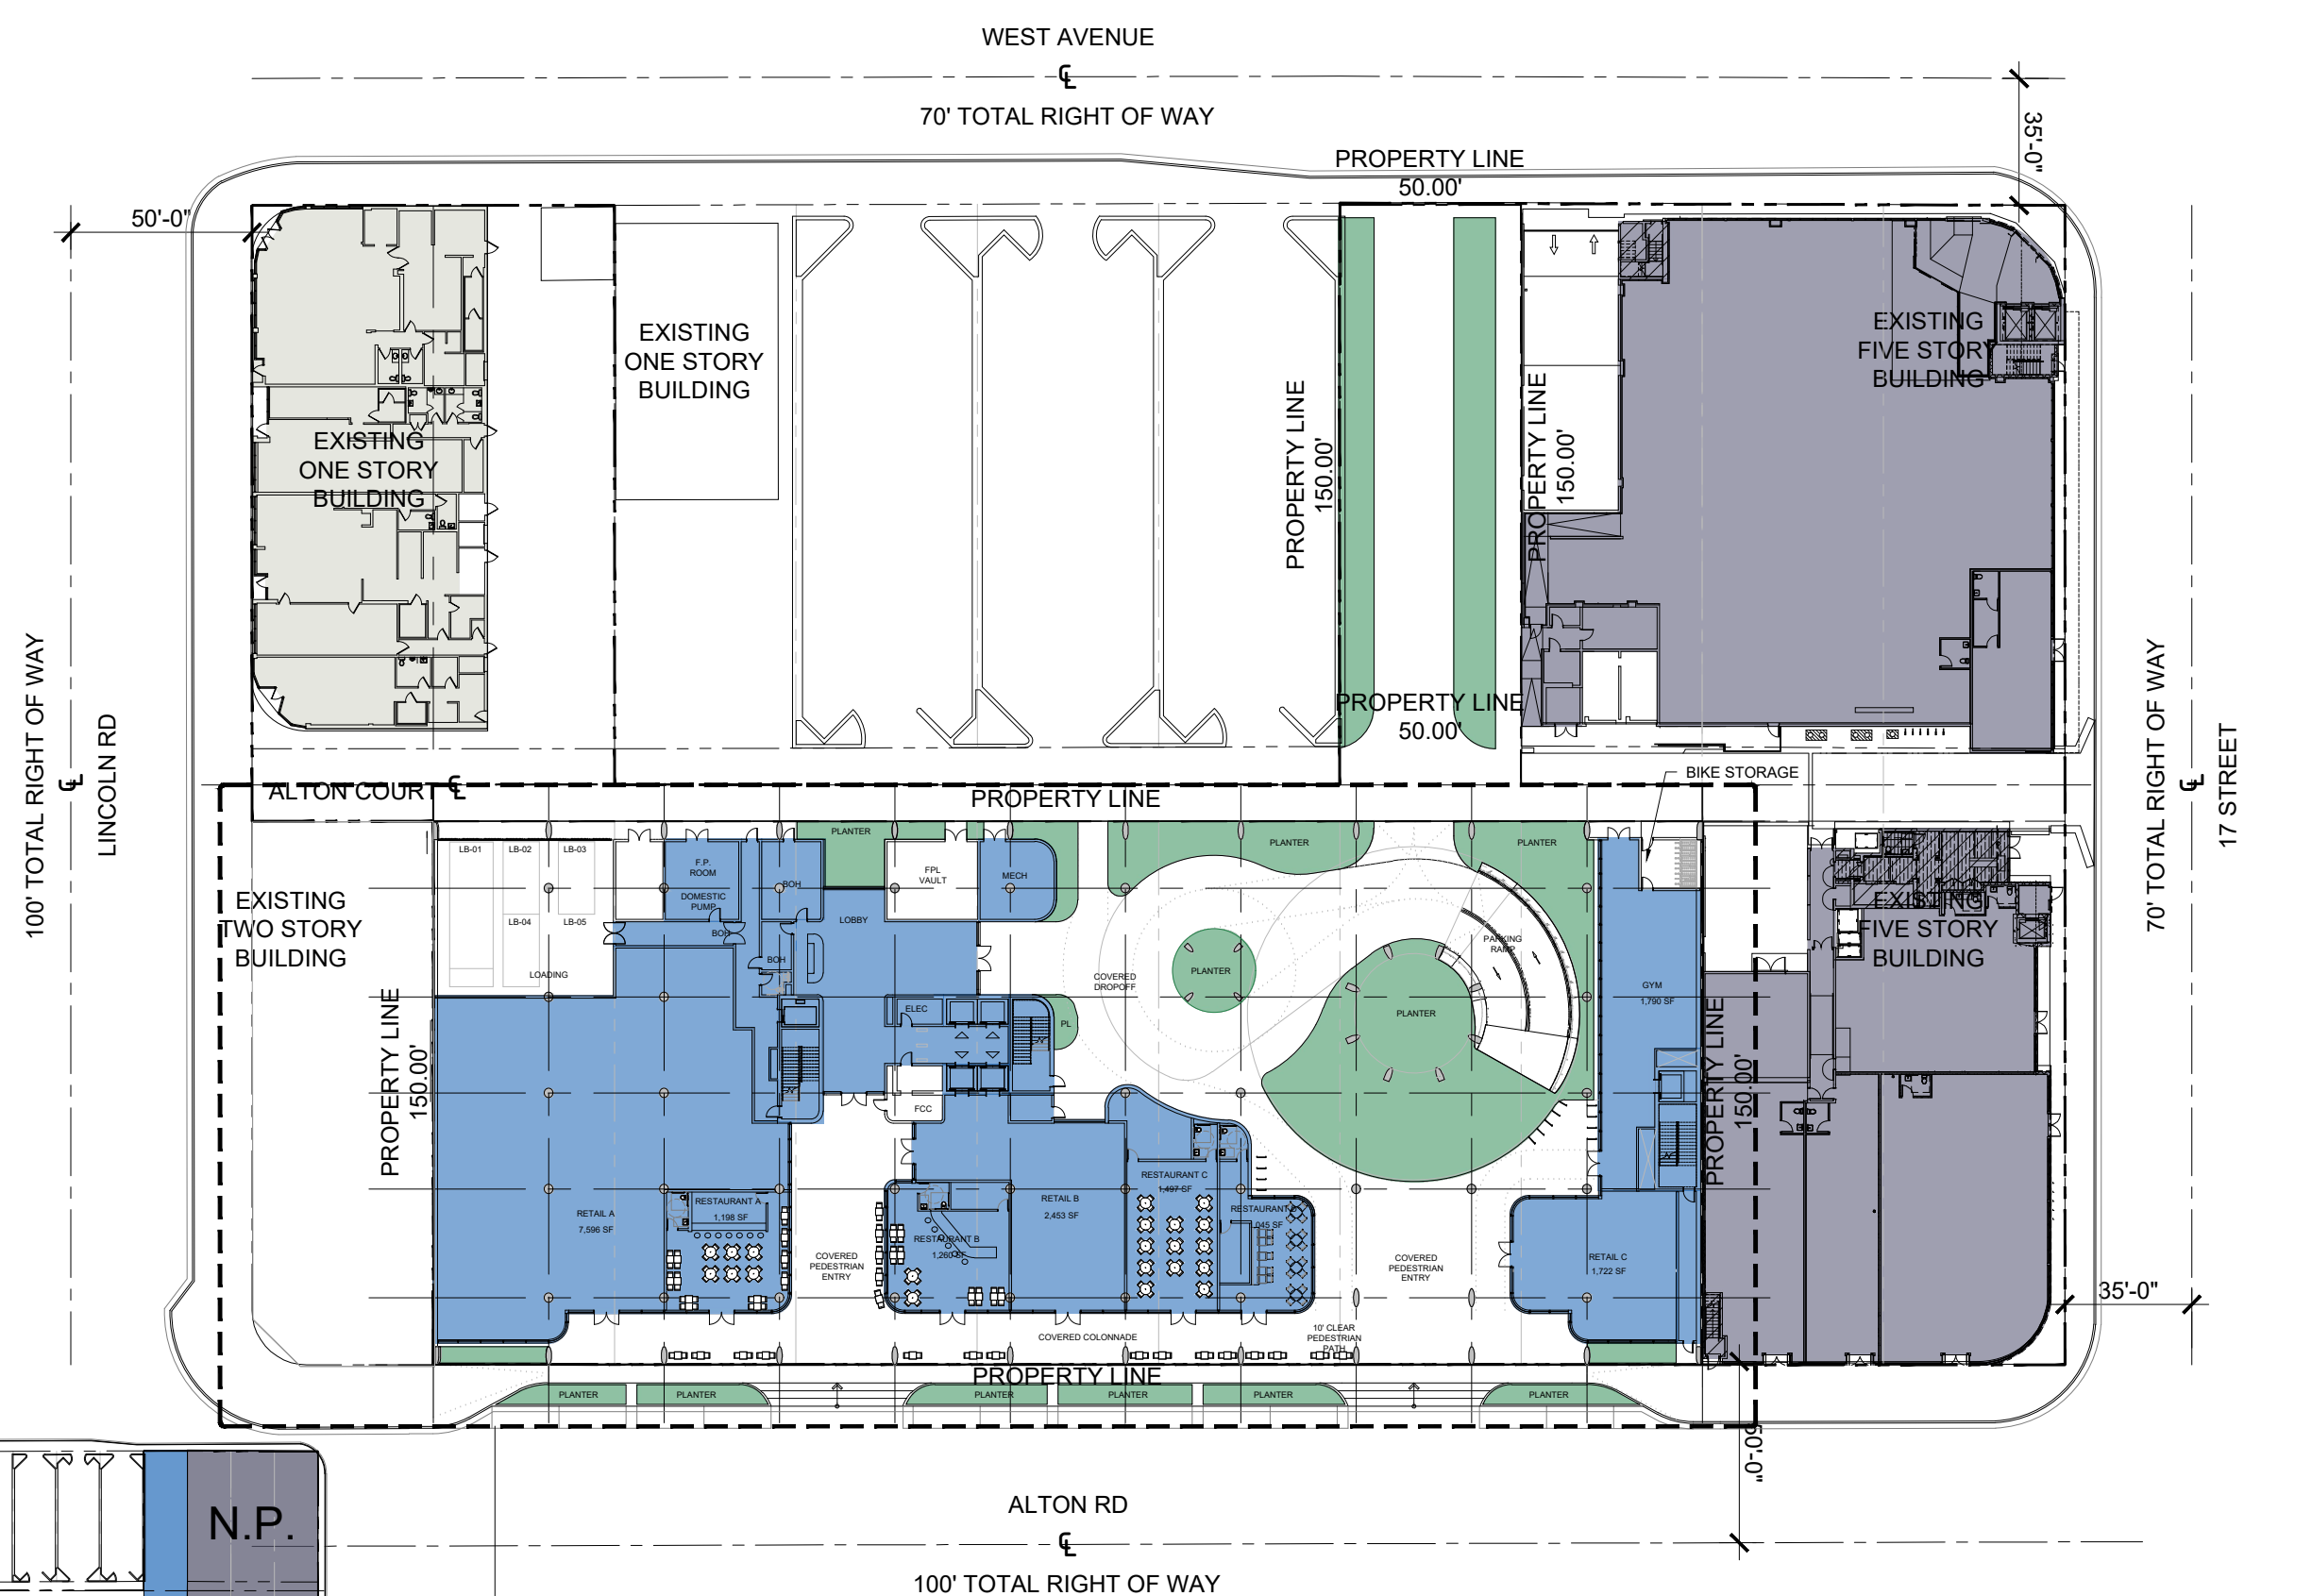 WEST AVENUE
70' TOTAL RIGHT OF WAY
35'-0"
PROPERTY LINE
50.00'
50'-0"
EXISTING
ONE STORY
BUILDING
EXISTING
FIVE STORY
BUILDING
PROPERTY LINE
150.00'
PROPERTY LINE
150.00'
EXISTING
ONE STORY
BUILDING
100' TOTAL RIGHT OF WAY
LINCOLN RD
70' TOTAL RIGHT OF WAY
17 STREET
PROPERTY LINE
50.00'
BIKE STORAGE
ALTON COURT
PROPERTY LINE
PLANTER
PLANTER
PLANTER
LB-01
LB-02
LB-03
F.P.
ROOM
DOMESTIC
PUMP
BOH
FPL
VAULT
MECH
LB-04
LB-05
BOH
LOBBY
EXISTING
TWO STORY
BUILDING
EXISTING
FIVE STORY
BUILDING
BOH
LOADING
COVERED
DROPOFF
PLANTER
PARKING
RAMP
GYM
1,790 SF
ELEC
PL
PLANTER
PROPERTY LINE
150.00'
PROPERTY LINE
150.00'
FCC
RESTAURANT A
1,198 SF
RETAIL A
7,596 SF
RETAIL B
2,453 SF
RESTAURANT C
1,497 SF
RESTAURANT
045 SF
RESTAURANT B
1,260 SF
COVERED
PEDESTRIAN
ENTRY
COVERED
PEDESTRIAN
ENTRY
RETAIL C
1,722 SF
35'-0"
COVERED COLONNADE
10' CLEAR
PEDESTRIAN
PATH
PROPERTY LINE
PLANTER
PLANTER
PLANTER
PLANTER
PLANTER
PLANTER
50'-0"
N.P.
ALTON RD
100' TOTAL RIGHT OF WAY